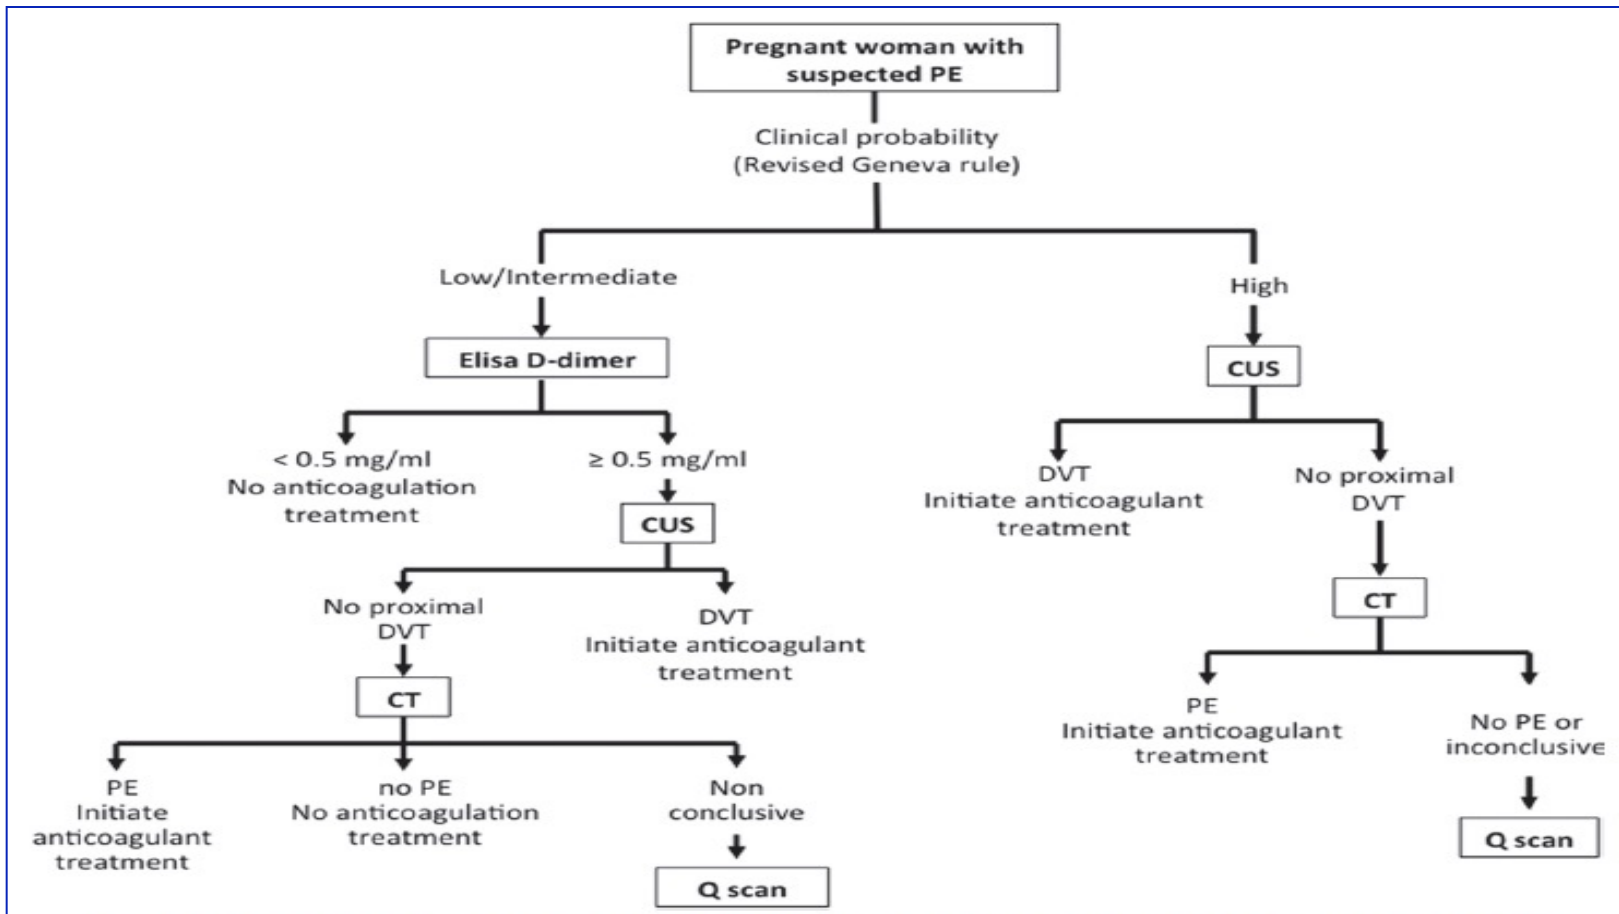 Pregnant woman with
suspected PE
Clinical probability
(Revised Geneva rule)
Low/Intermediate
High
Elisa D-dimer
CUS
< 0.5 mg/ml
No anticoagulation
treatment
≥ 0.5 mg/ml
CUS
DVT
Initiate anticoagulant
treatment
No proximal
DVT
No proximal
DVT
DVT
Initiate anticoagulant
treatment
CT
CT
PE
Initiate anticoagulant
treatment
No PE or
inconclusive
PE
Initiate
anticoagulant
treatment
no PE
No anticoagulation
treatment
Non
conclusive
Q scan
Q scan